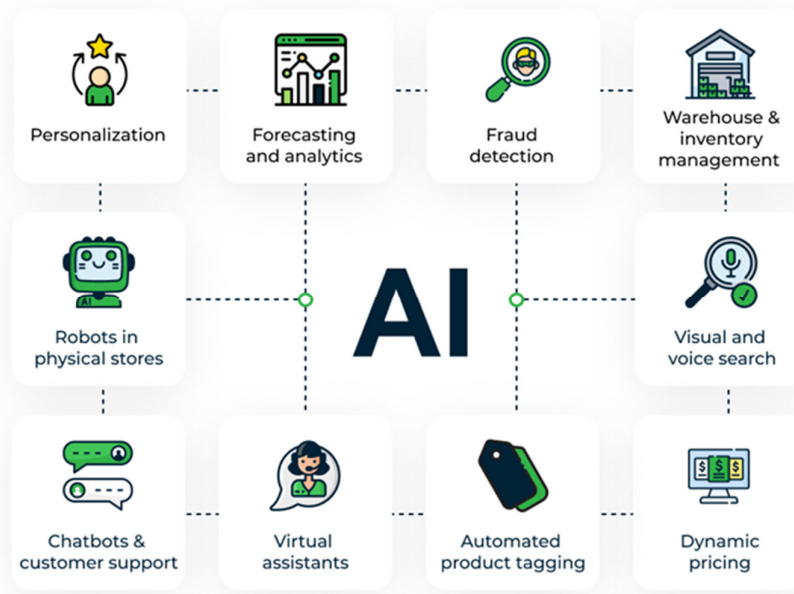 Personalization
Forecasting
and analytics
Fraud
detection
Warehouse &
inventory
management
Robots in
physical stores
AI
AI
Visual and
voice search
Chatbots &
customer support
Virtual
assistants
Automated
product tagging
$ $ $
Dynamic
pricing